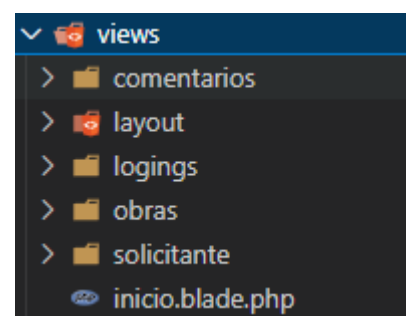 views
comentarios
layout
logings
obras
solicitante
inicio.blade.php